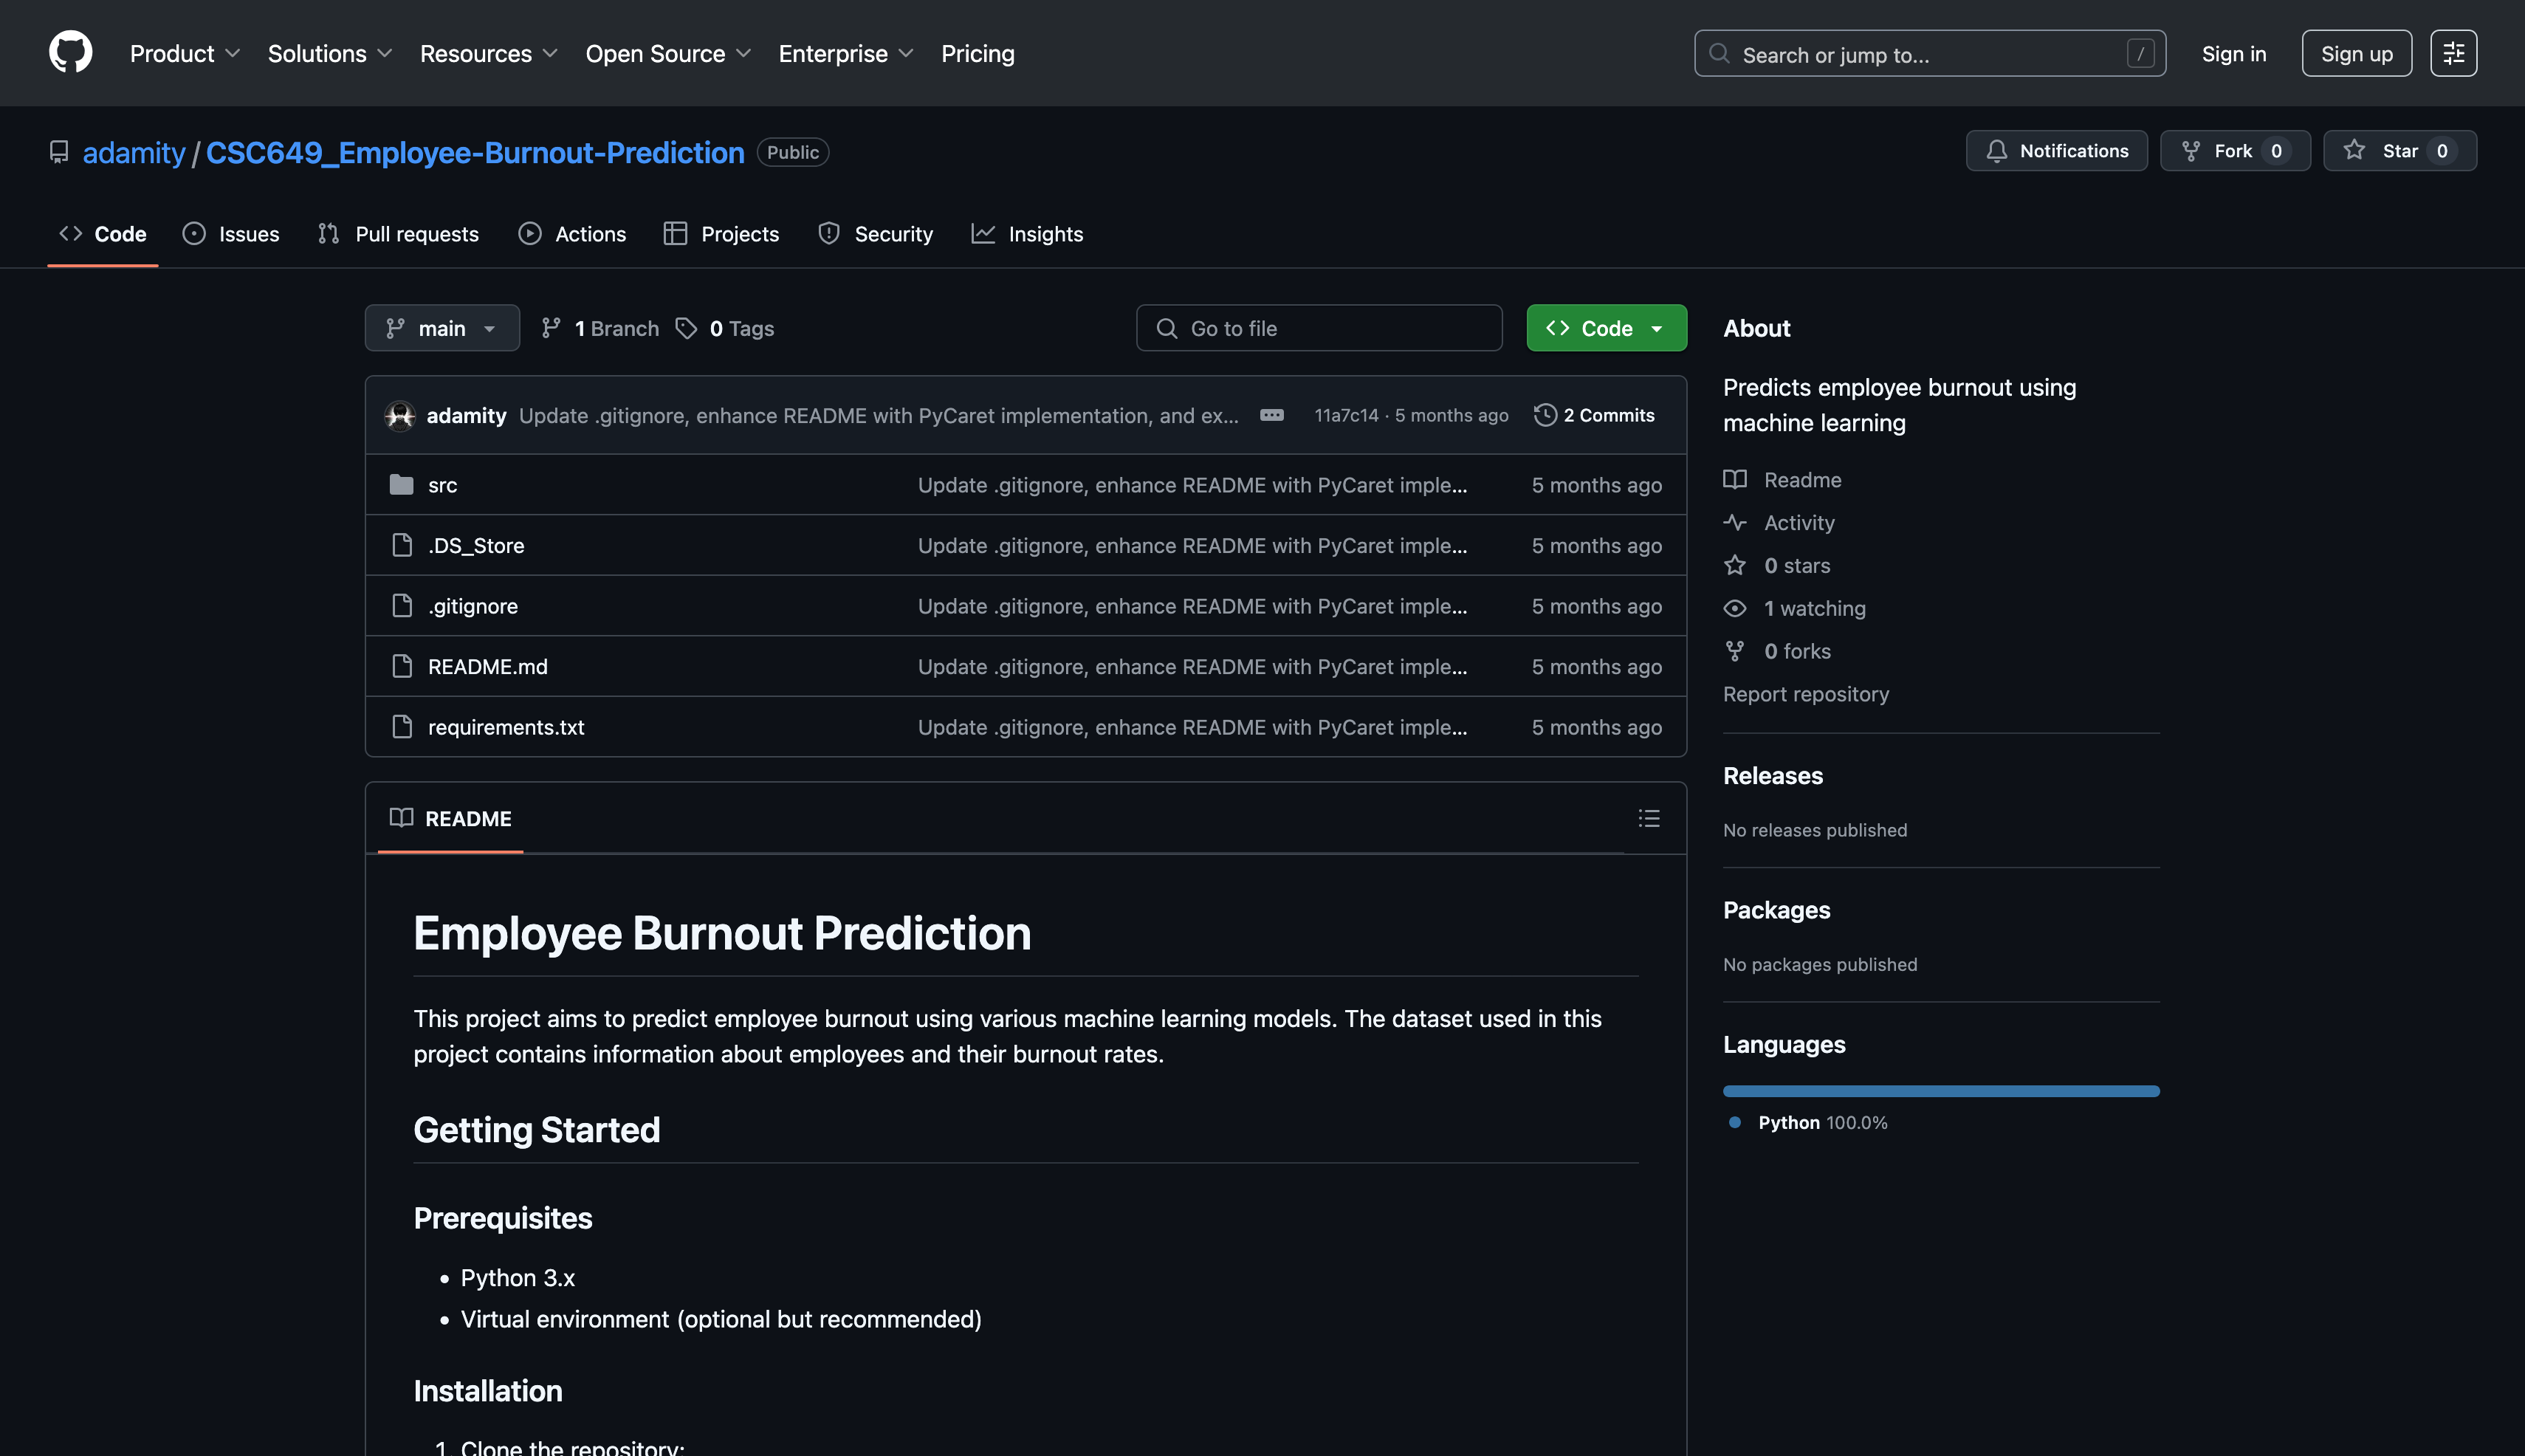 Product Solutions Resources Open Source Enterprise Pricing Search or jump to... / Sign in Sign up
adamity / CSC649_Employee-Burnout-Prediction Public Notifications Fork 0 Star 0
Code Issues Pull requests Actions Projects Security Insights
main 1 Branch 0 Tags Go to file Code
adamity Update .gitignore, enhance README with PyCaret implementation, and ex... 11a7c14 · 5 months ago 2 Commits
src Update .gitignore, enhance README with PyCaret imple... 5 months ago
.DS_Store Update .gitignore, enhance README with PyCaret imple... 5 months ago
.gitignore Update .gitignore, enhance README with PyCaret imple... 5 months ago
README.md Update .gitignore, enhance README with PyCaret imple... 5 months ago
requirements.txt Update .gitignore, enhance README with PyCaret imple... 5 months ago
README
Employee Burnout Prediction
This project aims to predict employee burnout using various machine learning models. The dataset used in this
project contains information about employees and their burnout rates.
Getting Started
Prerequisites
• Python 3.x
• Virtual environment (optional but recommended)
Installation
1. Clone the repository:
About
Predicts employee burnout using
machine learning
Readme
Activity
0 stars
1 watching
0 forks
Report repository
Releases
No releases published
Packages
No packages published
Languages
Python 100.0%